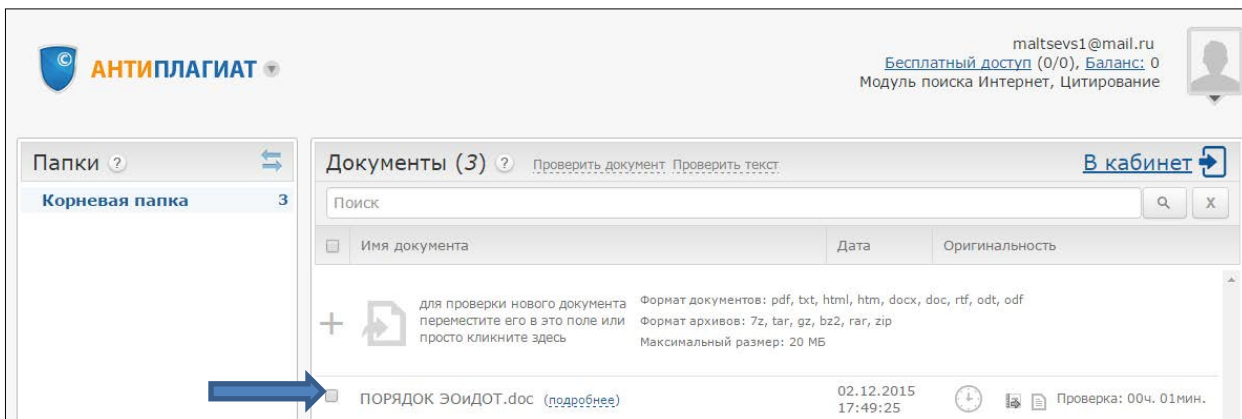 maltsevs1@mail.ru
© АНТИПЛАГИАТ
Бесплатный доступ (0/0), Баланс: 0
Модуль поиска Интернет, Цитирование
Папки ?
Корневая папка 3
Документы (3) ? Проверить документ Проверить текст В кабинет
Поиск X
Имя документа Дата Оригинальность
для проверки нового документа
переместите его в это поле или
просто кликните здесь
Формат документов: pdf, txt, html, htm, docx, doc, rtf, odt, odf
Формат архивов: 7z, tar, gz, bz2, rar, zip
Максимальный размер: 20 МБ
ПОРЯДОК ЭОиДОТ.doc (подробнее)
02.12.2015
17:49:25
Проверка: 00ч. 01мин.